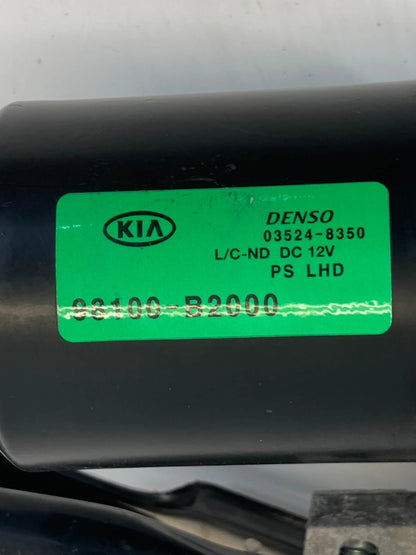 KIA
DENSO
03524-8350
L/C-ND DC 12V
PS LHD
98100-B2000